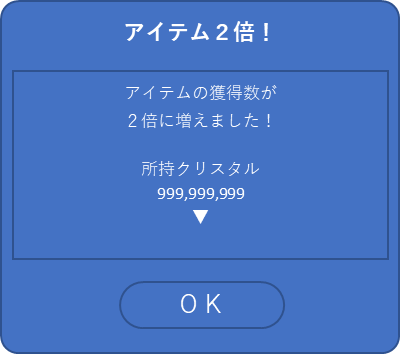 アイテム２倍！
アイテムの獲得数が
２倍に増えました！
所持クリスタル
999,999,999
▼
ＯＫ